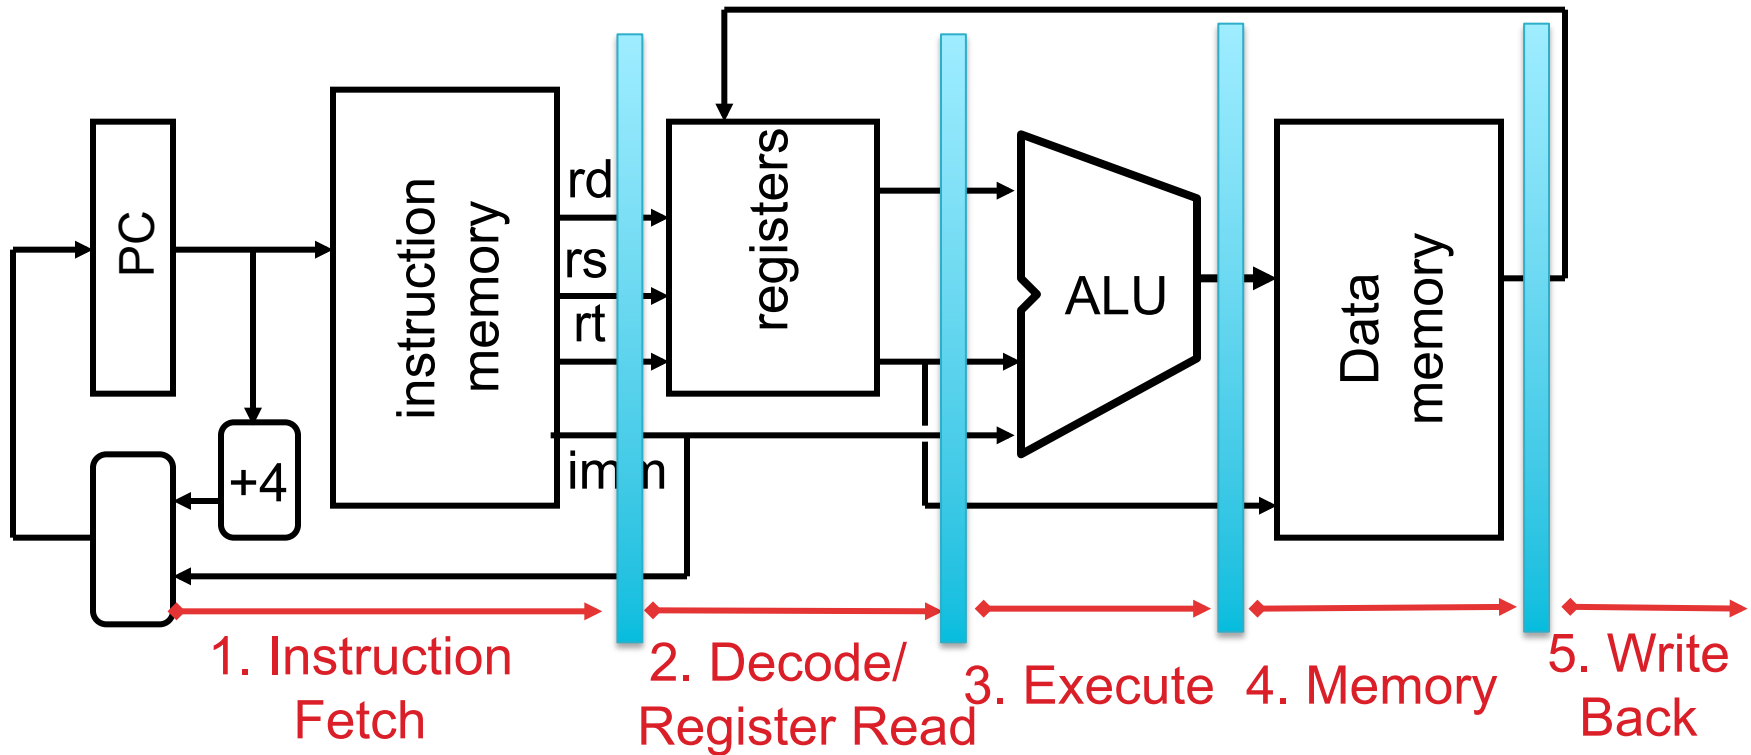 PC
+4
instruction
memory
rd
rs
rt
imm
registers
ALU
Data
memory
1. Instruction
Fetch
2. Decode/
Register Read
3. Execute
4. Memory
5. Write
Back